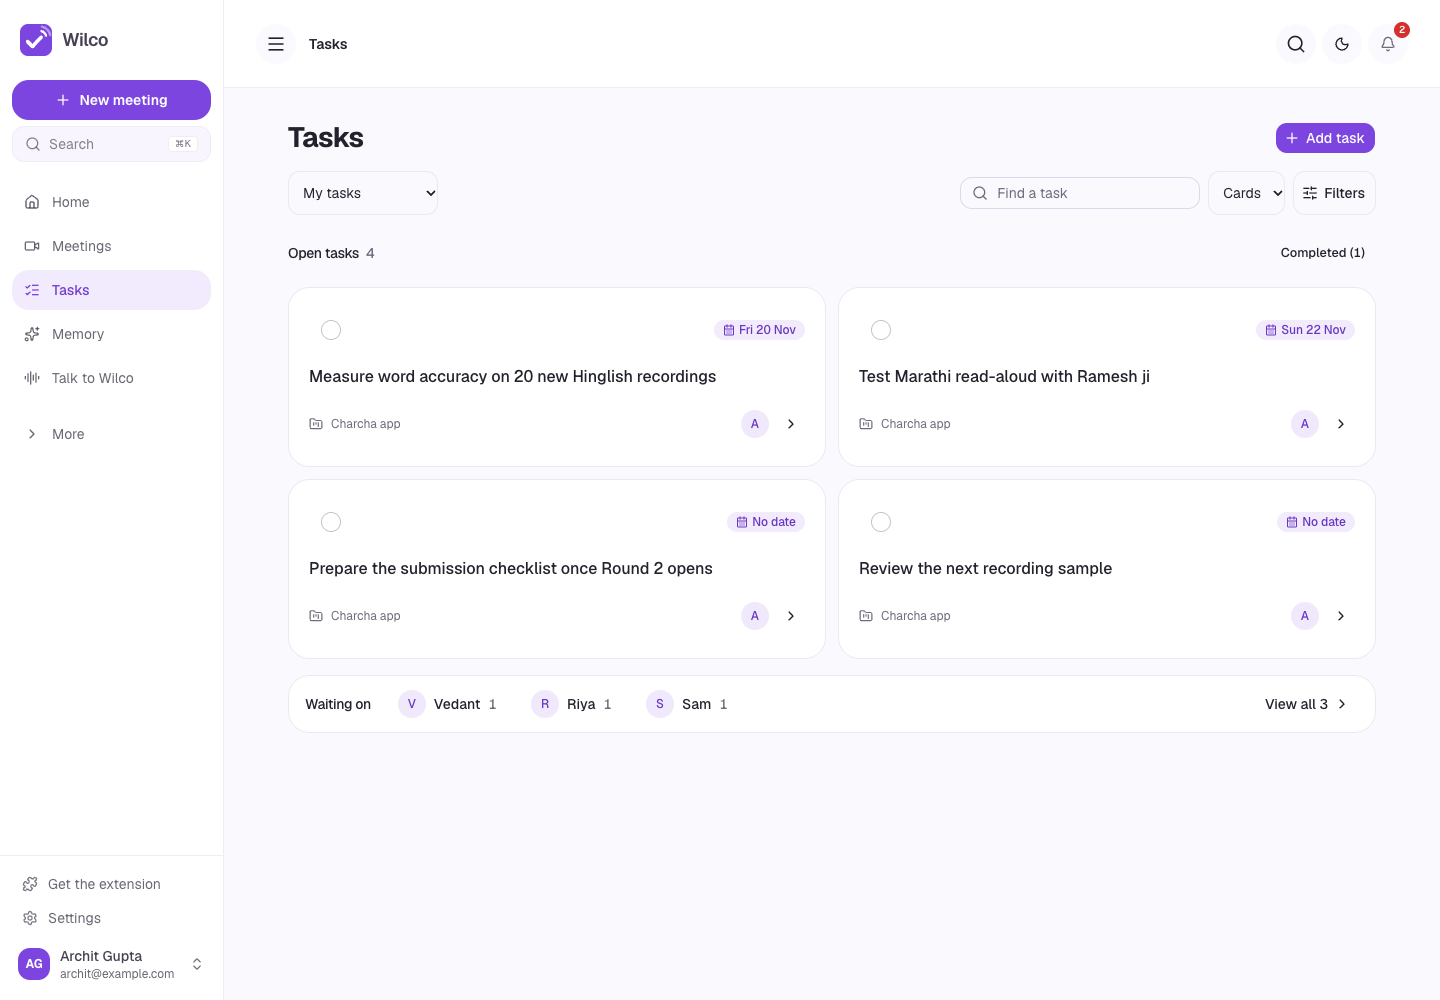 Wilco
New meeting
Search ⌘K
Home
Meetings
Tasks
Memory
Talk to Wilco
More
Get the extension
Settings
AG
Archit Gupta
archit@example.com
Tasks
2
Tasks
Add task
My tasks
Find a task
Cards
Filters
Open tasks 4
Completed (1)
Fri 20 Nov
Measure word accuracy on 20 new Hinglish recordings
Charcha app
A
Sun 22 Nov
Test Marathi read-aloud with Ramesh ji
Charcha app
A
No date
Prepare the submission checklist once Round 2 opens
Charcha app
A
No date
Review the next recording sample
Charcha app
A
Waiting on V Vedant 1 R Riya 1 S Sam 1 View all 3